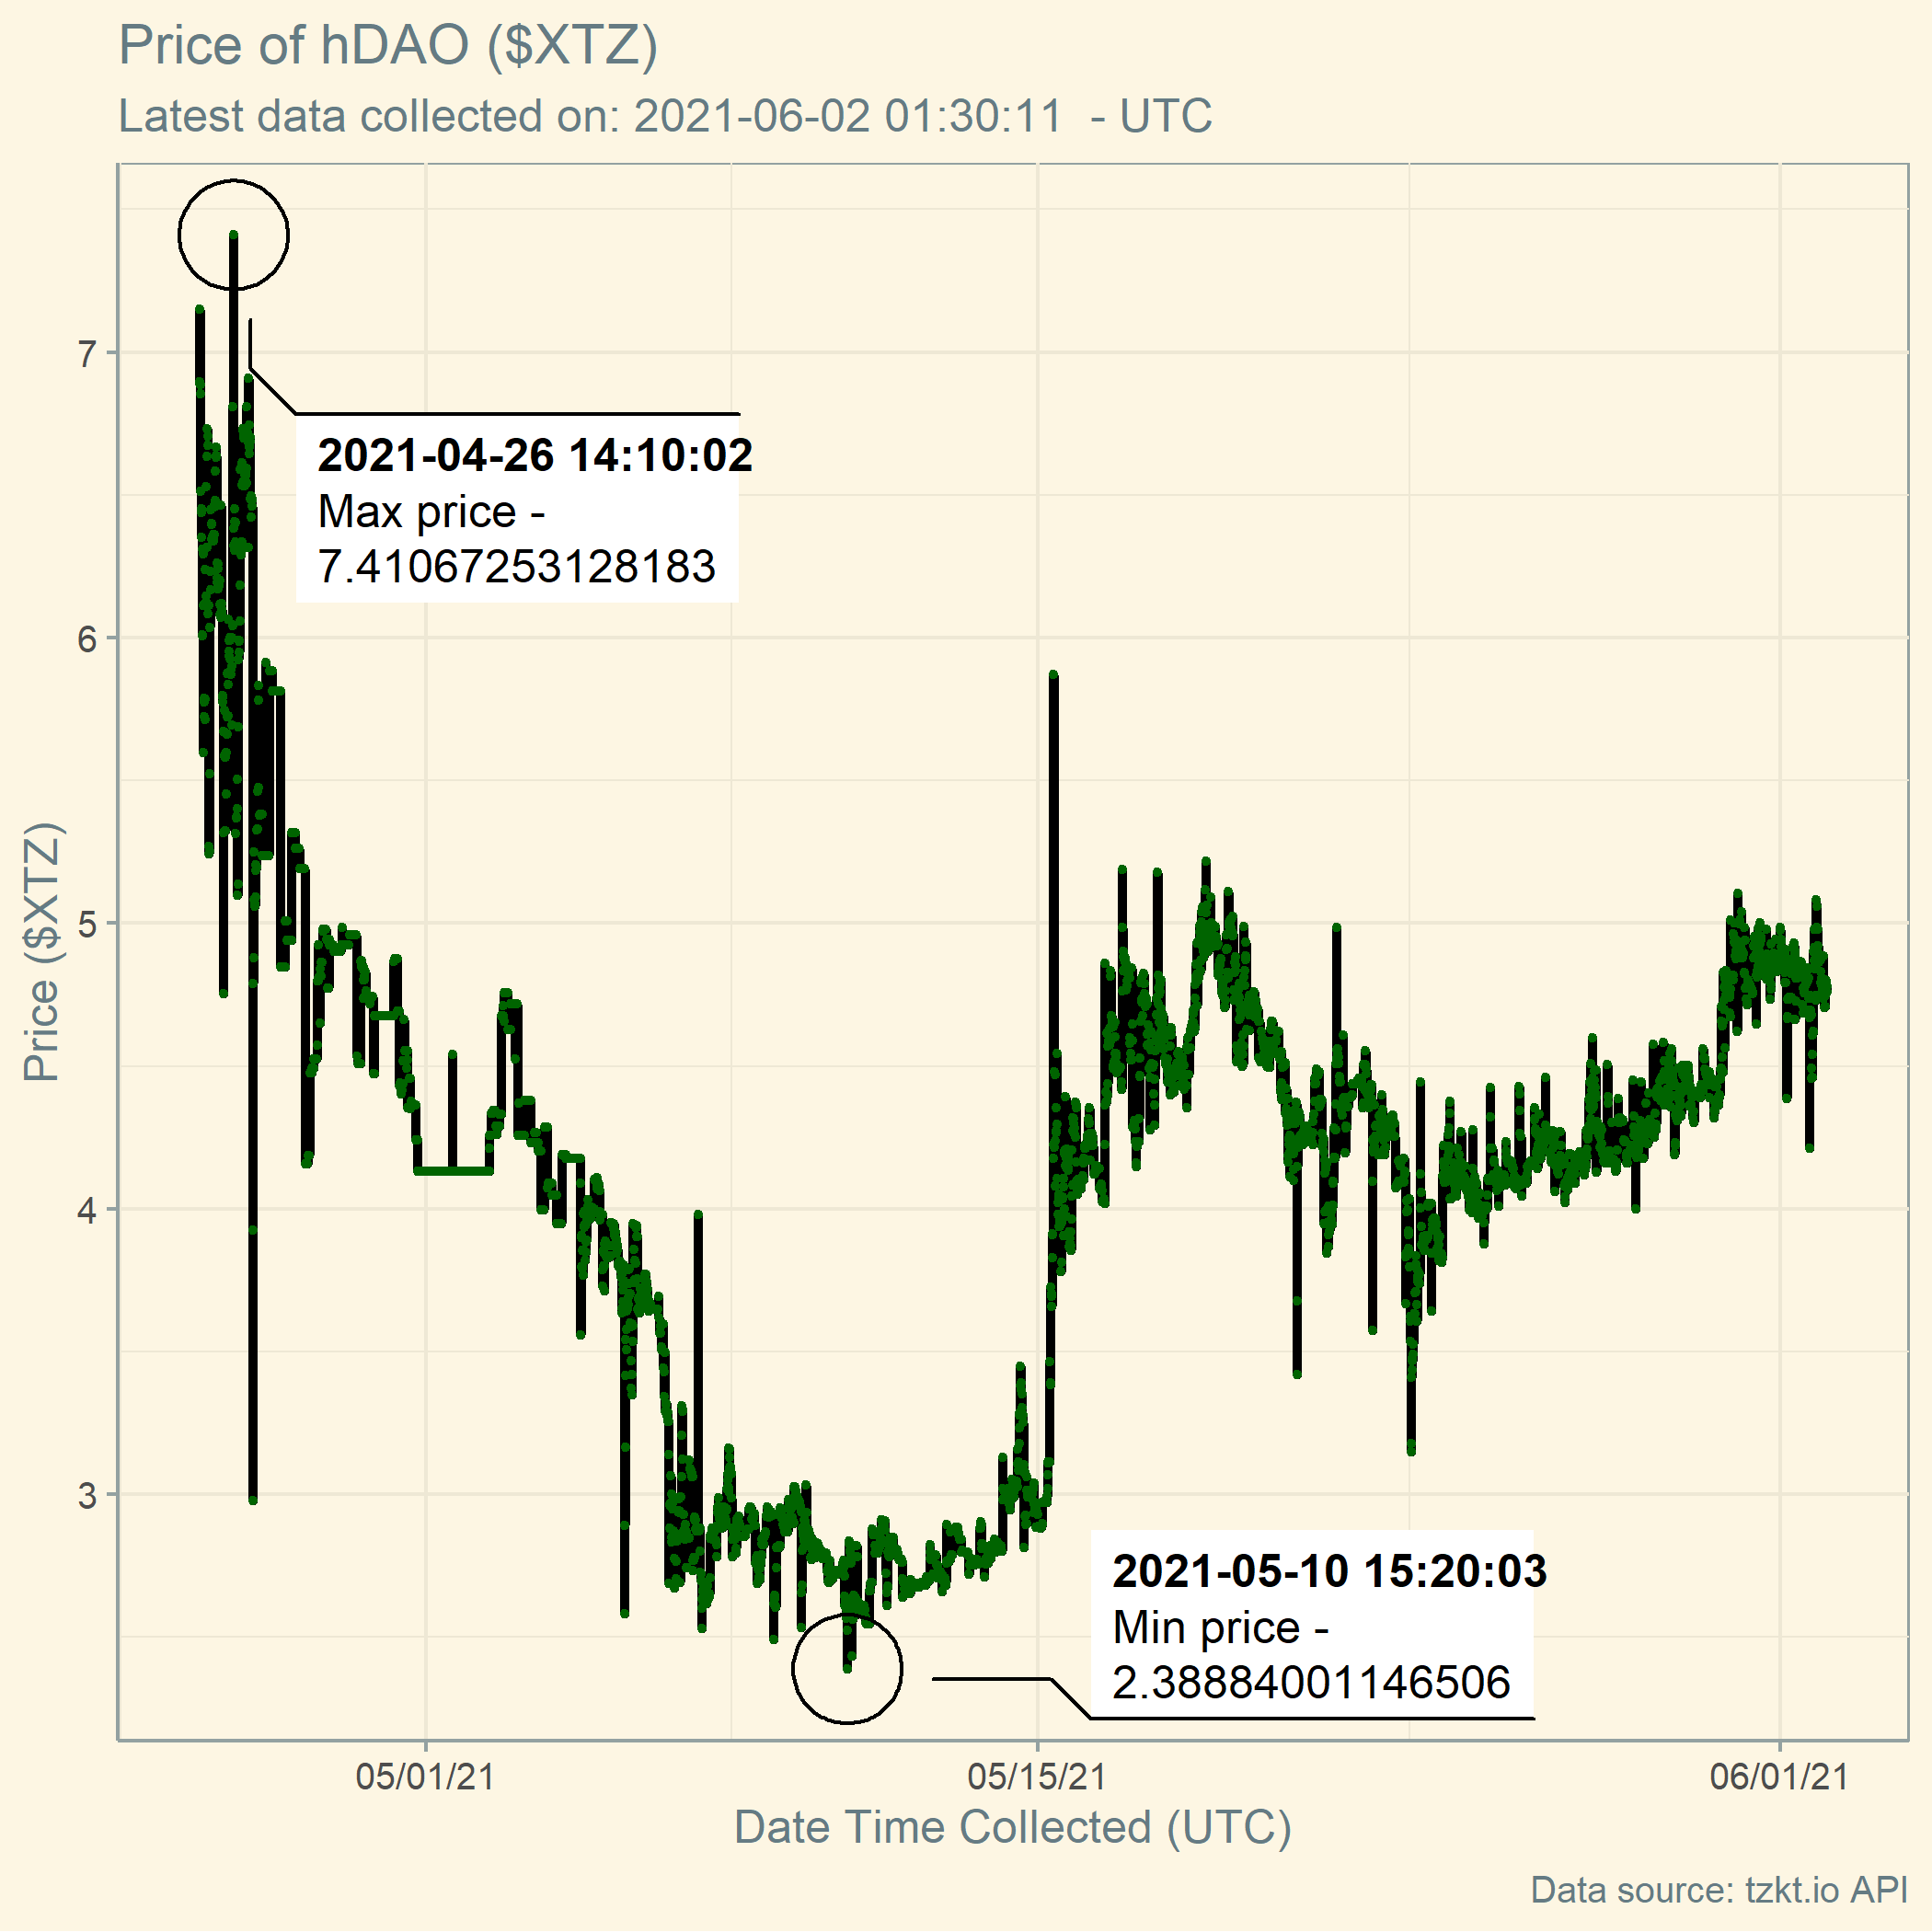 Price of hDAO ($XTZ)
Latest data collected on: 2021-06-02 01:30:11  - UTC
2021-04-26 14:10:02
Max price -
7.41067253128183
7
6
5
4
3
Price ($XTZ)
2021-05-10 15:20:03
Min price -
2.38884001146506
05/01/21
05/15/21
06/01/21
Date Time Collected (UTC)
Data source: tzkt.io API